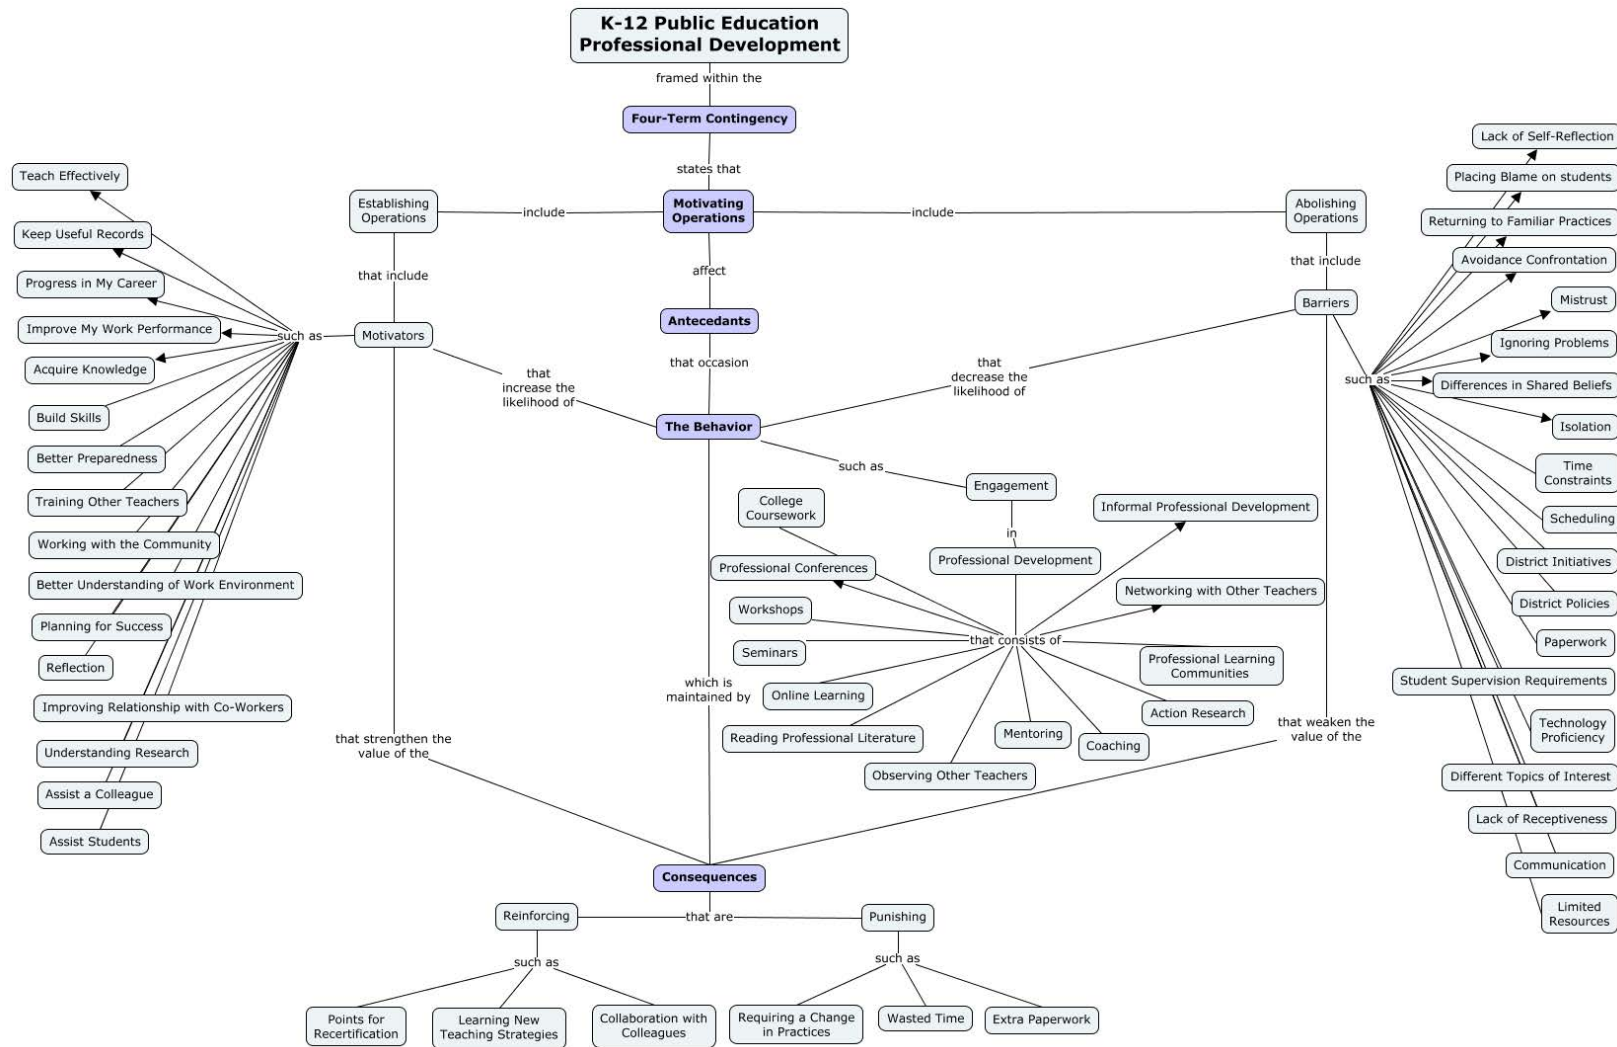 K-12 Public Education
Professional Development
framed within the
Four-Term Contingency
states that
Establishing
Operations
include
Motivating
Operations
include
Abolishing
Operations
that include
affect
that include
Motivators
Antecedants
Barriers
such as
Teach Effectively
Keep Useful Records
Progress in My Career
Improve My Work Performance
Acquire Knowledge
Build Skills
Better Preparedness
Training Other Teachers
Working with the Community
Better Understanding of Work Environment
Planning for Success
Reflection
Improving Relationship with Co-Workers
Understanding Research
Assist a Colleague
Assist Students
that
increase the
likelihood of
that occasion
that
decrease the
likelihood of
The Behavior
such as
Engagement
in
Professional Development
that consists of
College
Coursework
Professional Conferences
Workshops
Seminars
Online Learning
Reading Professional Literature
Observing Other Teachers
Mentoring
Coaching
Action Research
Professional Learning
Communities
Networking with Other Teachers
Informal Professional Development
such as
Lack of Self-Reflection
Placing Blame on students
Returning to Familiar Practices
Avoidance Confrontation
Mistrust
Ignoring Problems
Differences in Shared Beliefs
Isolation
Time
Constraints
Scheduling
District Initiatives
District Policies
Paperwork
Student Supervision Requirements
Technology
Proficiency
Different Topics of Interest
Lack of Receptiveness
Communication
Limited
Resources
that strengthen the
value of the
which is
maintained by
that weaken the
value of the
Consequences
Reinforcing
that are
Punishing
such as
such as
Points for
Recertification
Learning New
Teaching Strategies
Collaboration with
Colleagues
Requiring a Change
in Practices
Wasted Time
Extra Paperwork